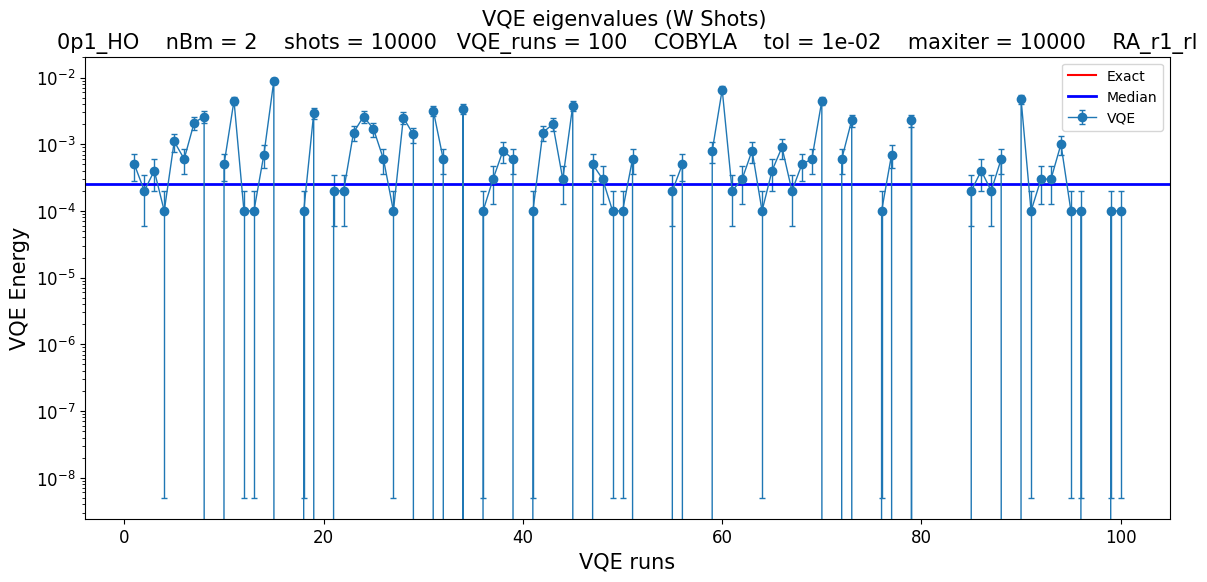 VQE eigenvalues (W Shots)
0p1_HO nBm = 2 shots = 10000 VQE_runs = 100 COBYLA tol = 1e-02 maxiter = 10000 RA_r1_rl
Exact
Median
VQE
VQE Energy
10⁻²
10⁻³
10⁻⁴
10⁻⁵
10⁻⁶
10⁻⁷
10⁻⁸
0 20 40 60 80 100
VQE runs